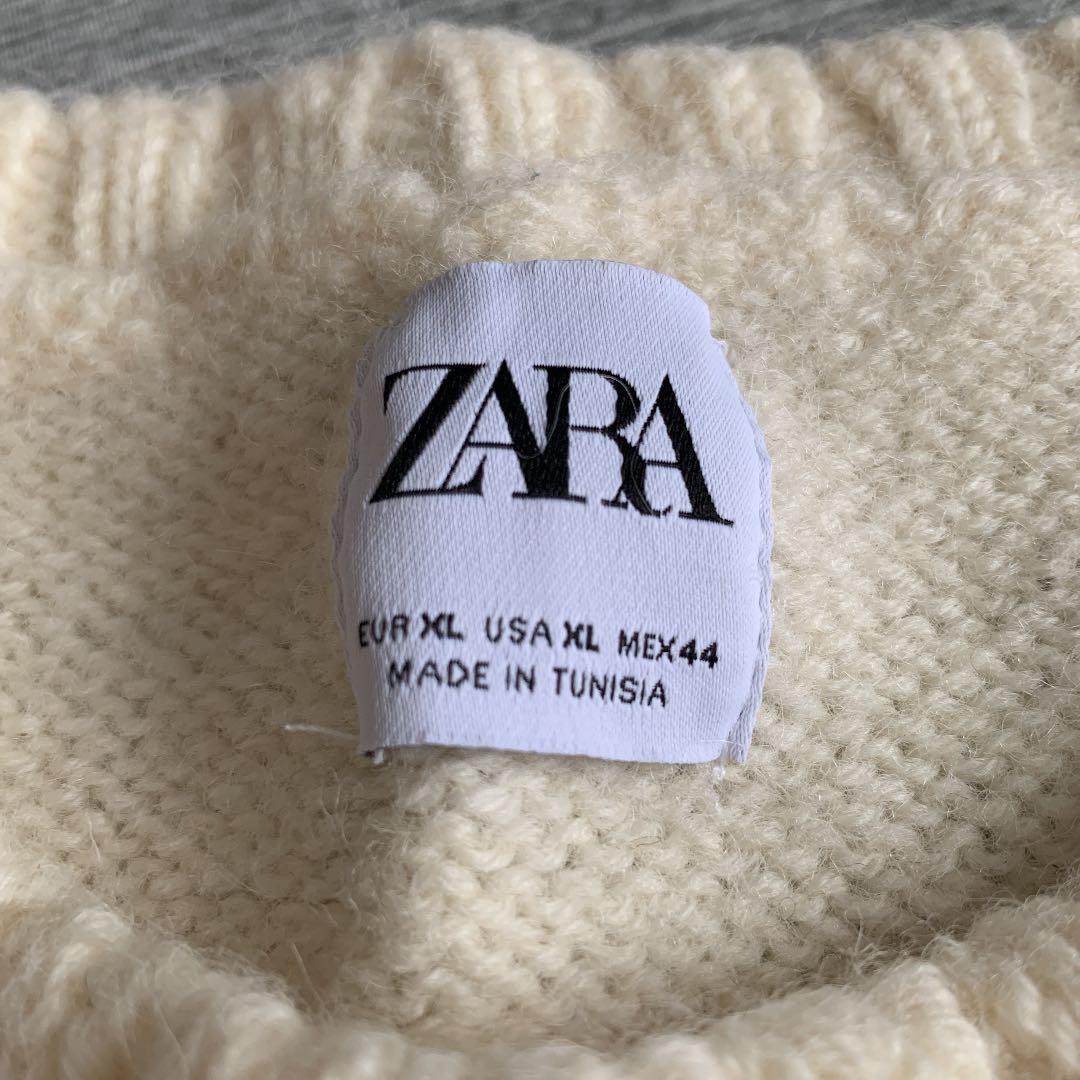 ZARA
EUR XL USA XL MEX 44
MADE IN TUNISIA